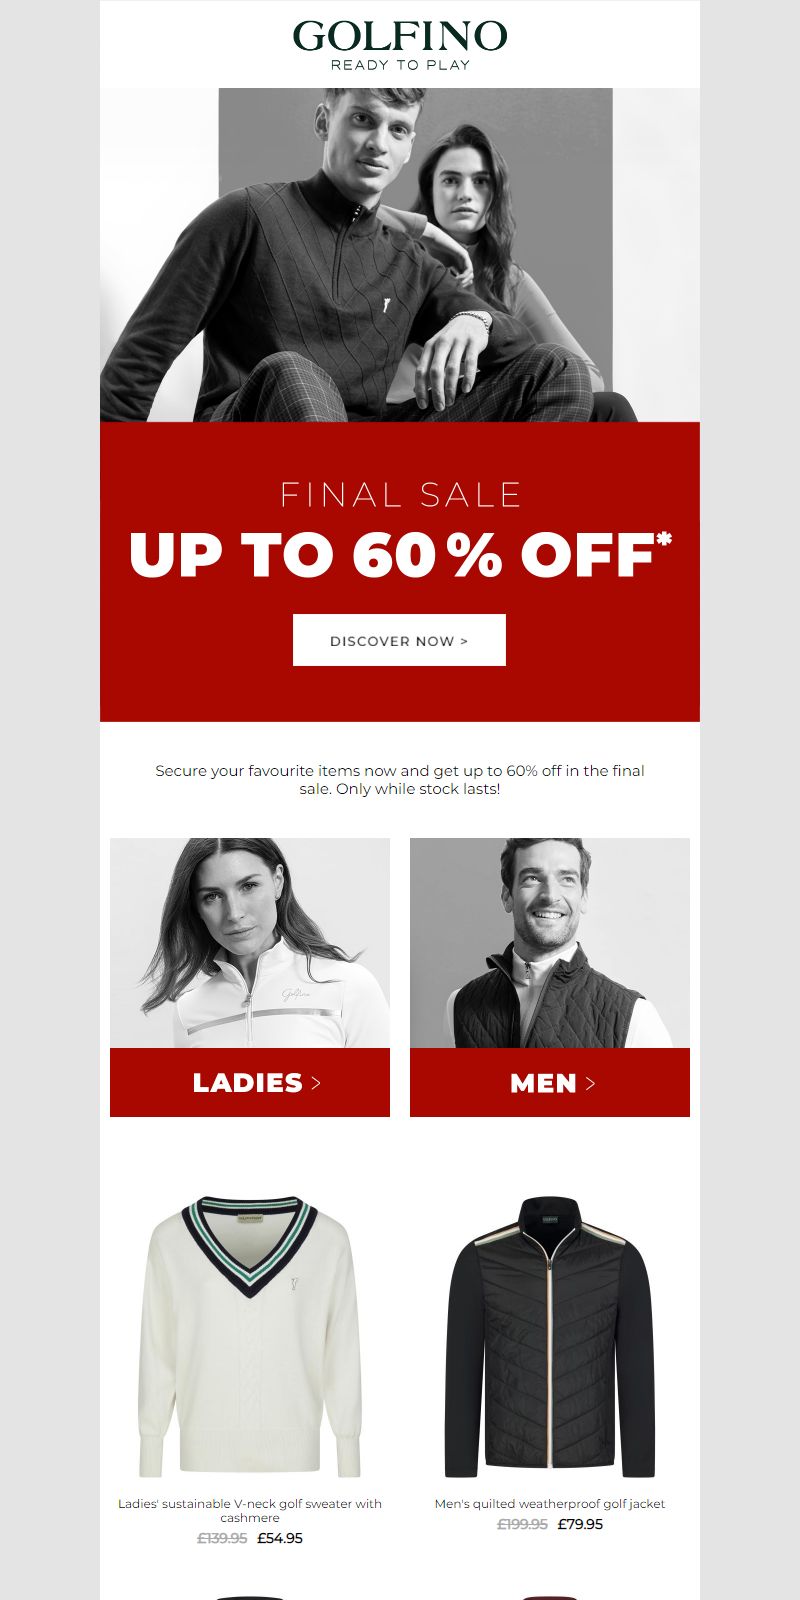 GOLFINO
READY TO PLAY
FINAL SALE
UP TO 60% OFF*
DISCOVER NOW >
Secure your favourite items now and get up to 60% off in the final
sale. Only while stock lasts!
Golfino
LADIES >
MEN >
Ladies' sustainable V-neck golf sweater with
cashmere
£139.95 £54.95
Men's quilted weatherproof golf jacket
£199.95 £79.95